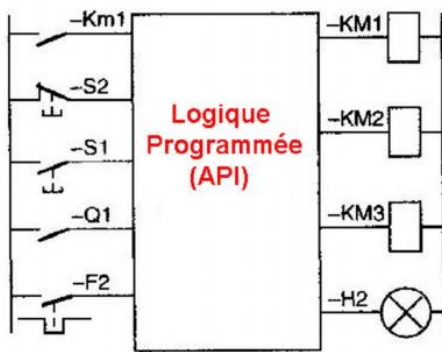 -Km1
-S2
-S1
-Q1
-F2
Logique
Programmée
(API)
-KM1
-KM2
-KM3
-H2